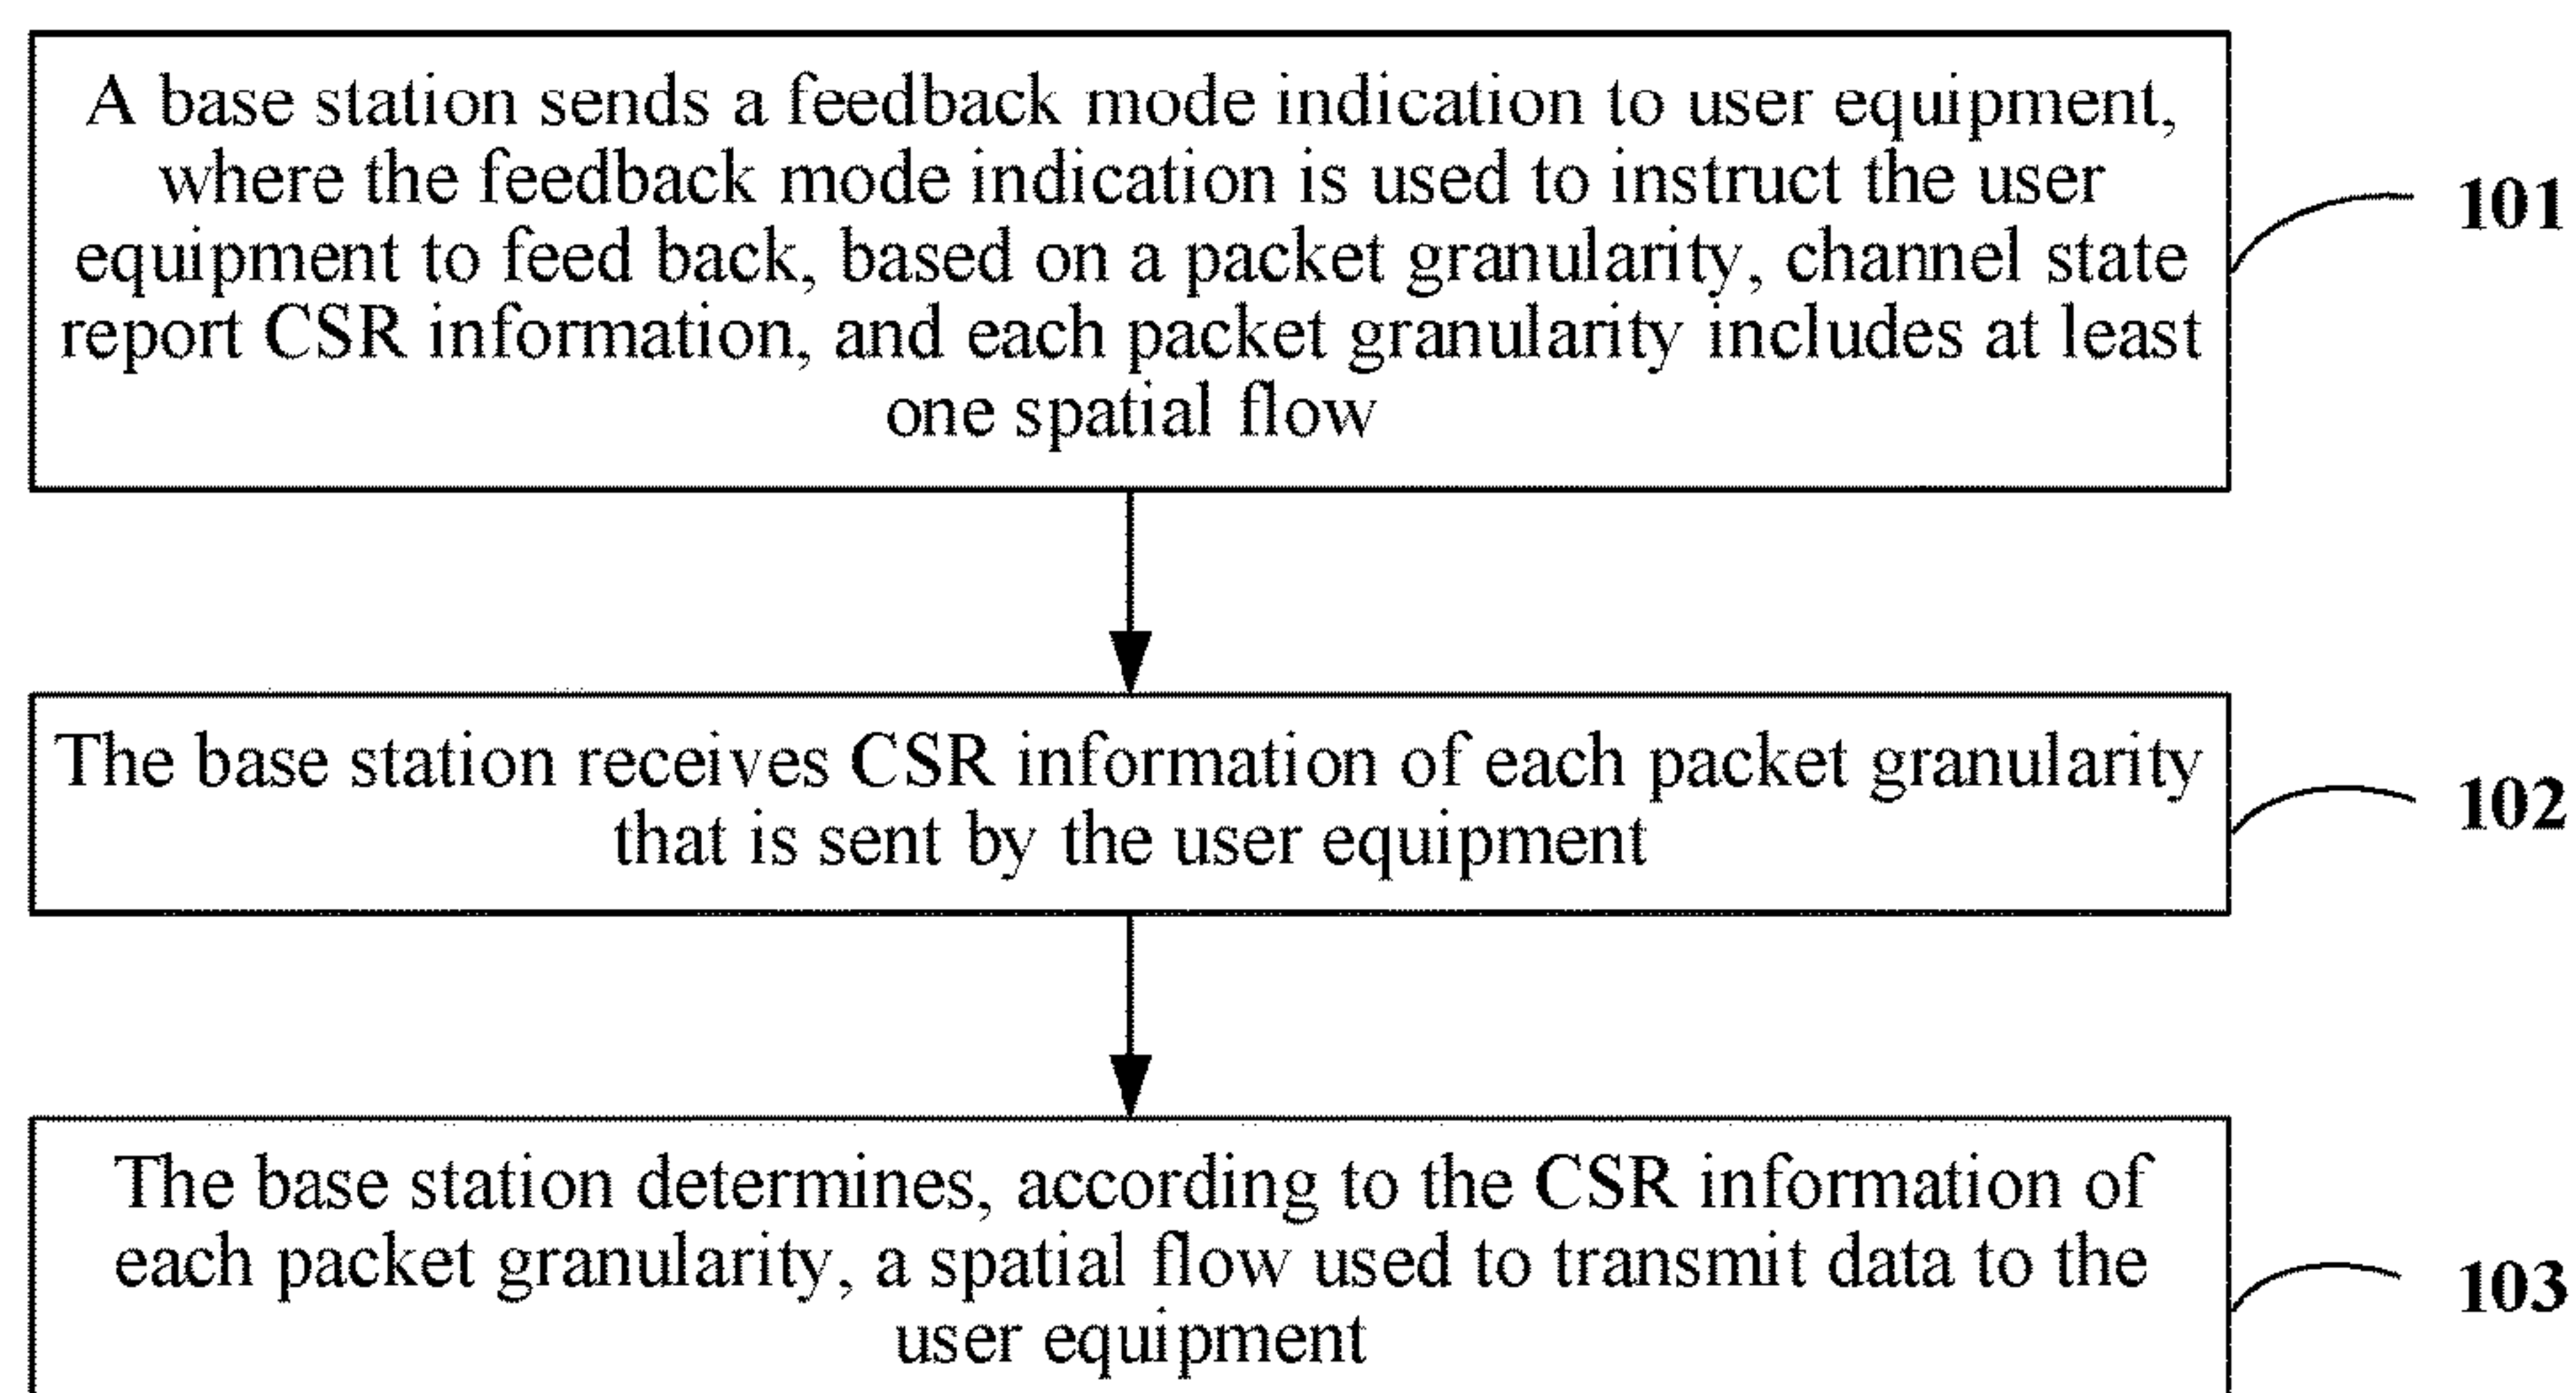 A base station sends a feedback mode indication to user equipment,
where the feedback mode indication is used to instruct the user
equipment to feed back, based on a packet granularity, channel state
report CSR information, and each packet granularity includes at least
one spatial flow
101
The base station receives CSR information of each packet granularity
that is sent by the user equipment
102
The base station determines, according to the CSR information of
each packet granularity, a spatial flow used to transmit data to the
user equipment
103